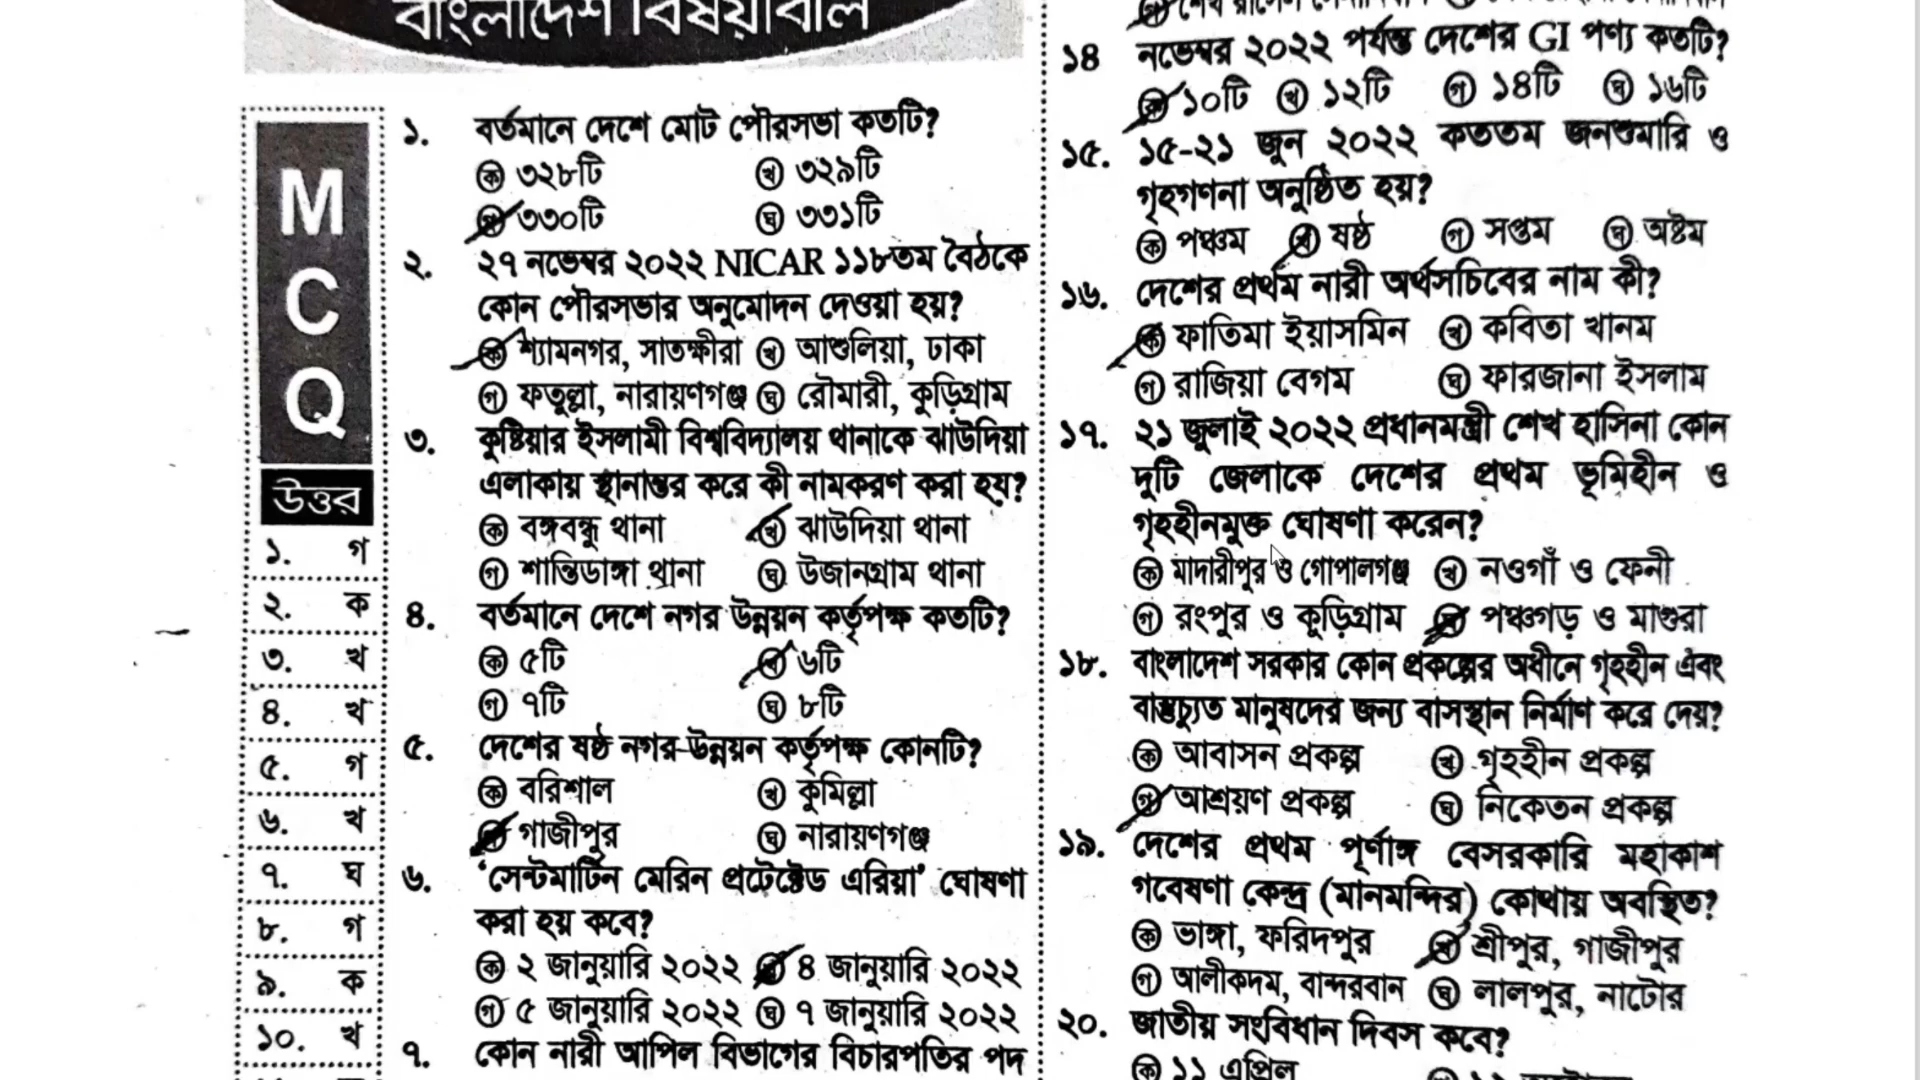 বাংলাদেশ বিষয়াবলি
M
C
Q
উত্তর
১. গ
২. ক
৩. খ
৪. খ
৫. গ
৬. খ
৭. ঘ
৮. গ
৯. ক
১০. খ
১. বর্তমানে দেশে মোট পৌরসভা কতটি?
ক ৩২৮টি খ ৩২৯টি
গ ৩৩০টি ঘ ৩৩১টি
২. ২৭ নভেম্বর ২০২২ NICAR ১১৮তম বৈঠকে
কোন পৌরসভার অনুমোদন দেওয়া হয়?
ক শ্যামনগর, সাতক্ষীরা খ আশুলিয়া, ঢাকা
গ ফতুল্লা, নারায়ণগঞ্জ ঘ রৌমারী, কুড়িগ্রাম
৩. কুষ্টিয়ার ইসলামী বিশ্ববিদ্যালয় থানাকে ঝাউদিয়া
এলাকায় স্থানান্তর করে কী নামকরণ করা হয়?
ক বঙ্গবন্ধু থানা খ ঝাউদিয়া থানা
গ শান্তিডাঙ্গা থানা ঘ উজানগ্রাম থানা
৪. বর্তমানে দেশে নগর উন্নয়ন কর্তৃপক্ষ কতটি?
ক ৫টি খ ৬টি
গ ৭টি ঘ ৮টি
৫. দেশের ষষ্ঠ নগর উন্নয়ন কর্তৃপক্ষ কোনটি?
ক বরিশাল খ কুমিল্লা
গ গাজীপুর ঘ নারায়ণগঞ্জ
৬. ‘সেন্টমার্টিন মেরিন প্রটেক্টেড এরিয়া’ ঘোষণা
করা হয় কবে?
ক ২ জানুয়ারি ২০২২ খ ৪ জানুয়ারি ২০২২
গ ৫ জানুয়ারি ২০২২ ঘ ৭ জানুয়ারি ২০২২
৭. কোন নারী আপিল বিভাগের বিচারপতির পদ
১৪ নভেম্বর ২০২২ পর্যন্ত দেশের GI পণ্য কতটি?
ক ১০টি খ ১২টি গ ১৪টি ঘ ১৬টি
১৫. ১৫-২১ জুন ২০২২ কততম জনশুমারি ও
গৃহগণনা অনুষ্ঠিত হয়?
ক পঞ্চম খ ষষ্ঠ গ সপ্তম ঘ অষ্টম
১৬. দেশের প্রথম নারী অর্থসচিবের নাম কী?
ক ফাতিমা ইয়াসমিন খ কবিতা খানম
গ রাজিয়া বেগম ঘ ফারজানা ইসলাম
১৭. ২১ জুলাই ২০২২ প্রধানমন্ত্রী শেখ হাসিনা কোন
দুটি জেলাকে দেশের প্রথম ভূমিহীন ও
গৃহহীনমুক্ত ঘোষণা করেন?
ক মাদারীপুর ও গোপালগঞ্জ খ নওগাঁ ও ফেনী
গ রংপুর ও কুড়িগ্রাম ঘ পঞ্চগড় ও মাগুরা
১৮. বাংলাদেশ সরকার কোন প্রকল্পের অধীনে গৃহহীন এবং
বাস্তুচ্যুত মানুষদের জন্য বাসস্থান নির্মাণ করে দেয়?
ক আবাসন প্রকল্প খ গৃহহীন প্রকল্প
গ আশ্রয়ণ প্রকল্প ঘ নিকেতন প্রকল্প
১৯. দেশের প্রথম পূর্ণাঙ্গ বেসরকারি মহাকাশ
গবেষণা কেন্দ্র (মানমন্দির) কোথায় অবস্থিত?
ক ভাঙ্গা, ফরিদপুর খ শ্রীপুর, গাজীপুর
গ আলীকদম, বান্দরবান ঘ লালপুর, নাটোর
২০. জাতীয় সংবিধান দিবস কবে?
ক ১১ এপ্রিল